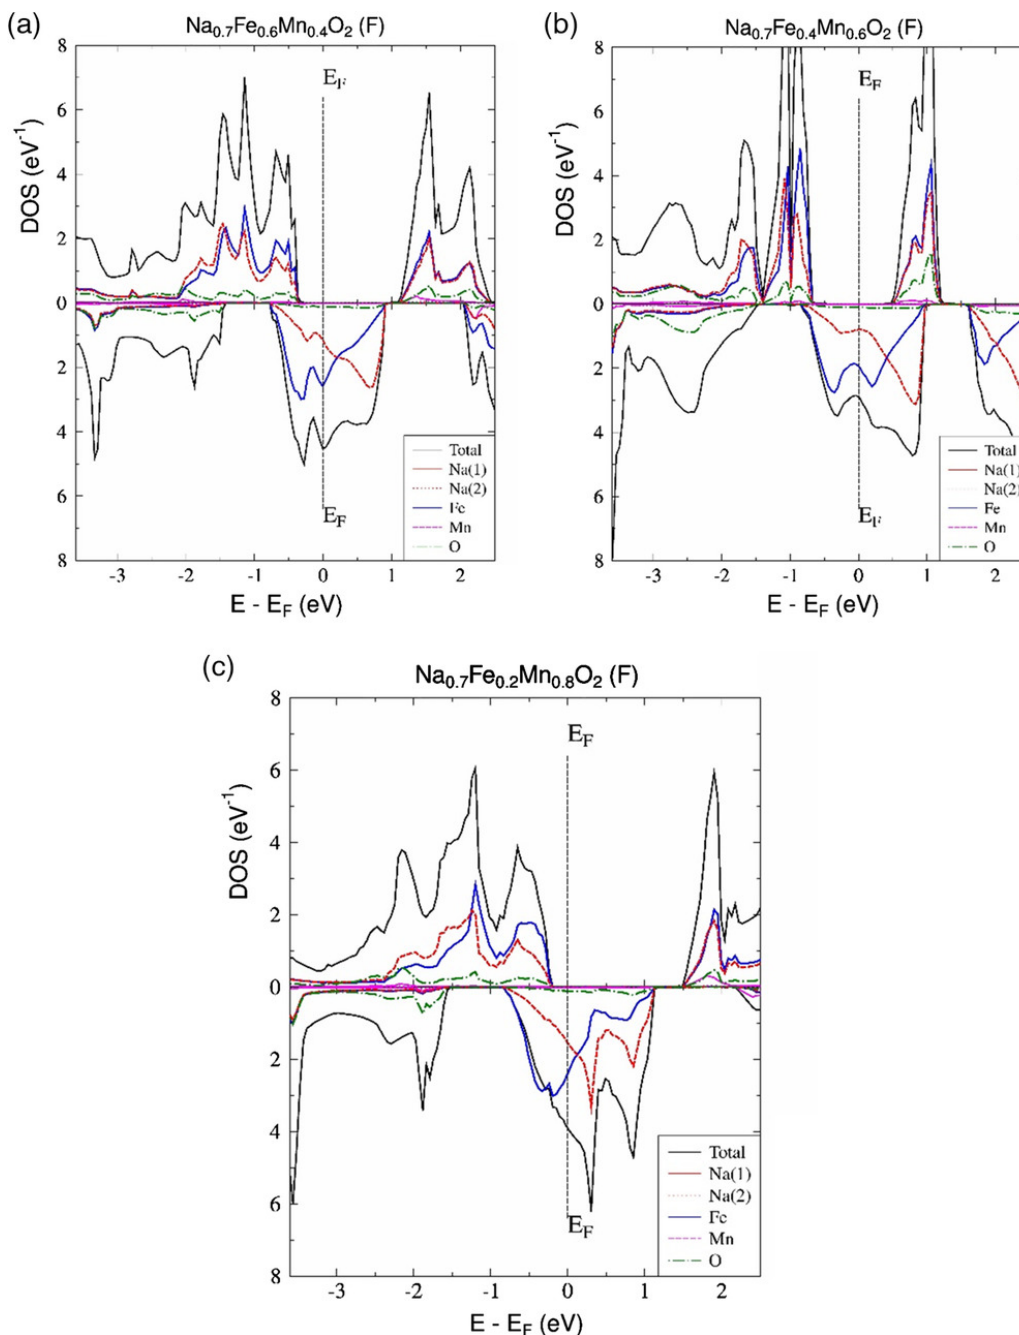 (a)
Na0.7Fe0.6Mn0.4O2 (F)
8
6
4
2
0
2
4
6
8
DOS (eV-1)
EF
EF
Total
Na(1)
Na(2)
Fe
Mn
O
-3 -2 -1 0 1 2
E - EF (eV)
(b)
Na0.7Fe0.4Mn0.6O2 (F)
8
6
4
2
0
2
4
6
8
DOS (eV-1)
EF
EF
Total
Na(1)
Na(2)
Fe
Mn
O
-3 -2 -1 0 1 2
E - EF (eV)
(c)
Na0.7Fe0.2Mn0.8O2 (F)
8
6
4
2
0
2
4
6
8
DOS (eV-1)
EF
EF
Total
Na(1)
Na(2)
Fe
Mn
O
-3 -2 -1 0 1 2
E - EF (eV)